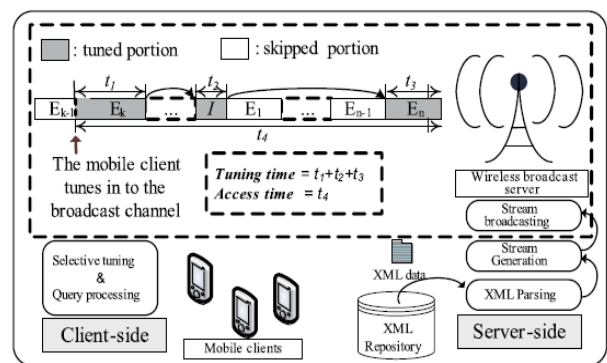 : tuned portion : skipped portion
t1 t2 t3
Ek-1 Ek ... I E1 ... En-1 En
t4
The mobile client
tunes in to the
broadcast channel
Tuning time = t1+t2+t3
Access time = t4
Wireless broadcast
server
Stream
broadcasting
Selective tuning
&
Query processing
XML data
Stream
Generation
XML Parsing
XML
Repository
Client-side
Mobile clients
Server-side